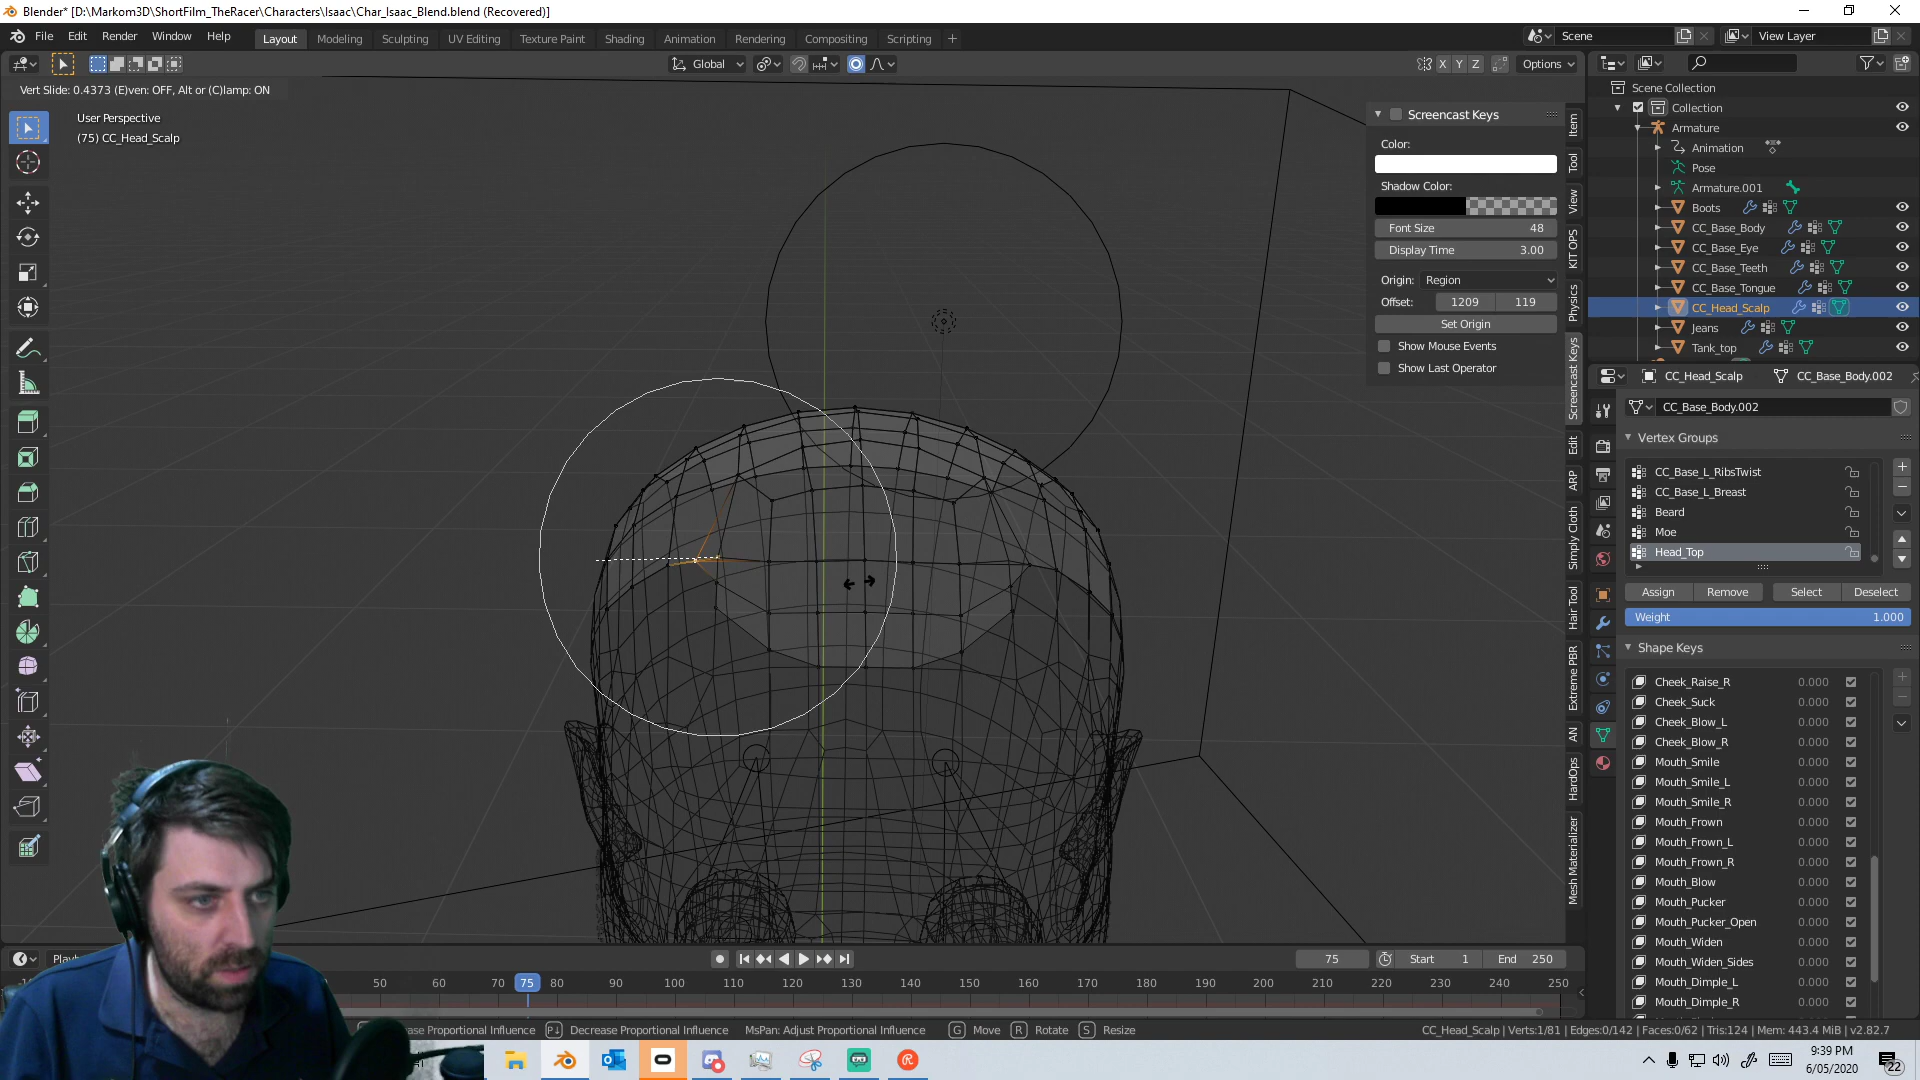 Blender* [D:\Markom3D\ShortFilm_TheRacer\Characters\Isaac\Char_Isaac_Blend.blend (Recovered)]
File Edit Render Window Help
Layout Modeling Sculpting UV Editing Texture Paint Shading Animation Rendering Compositing Scripting +
Scene
View Layer
Global
X Y Z
Options
Vert Slide: 0.4373 (E)ven: OFF, Alt or (C)lamp: ON
User Perspective
(75) CC_Head_Scalp
Screencast Keys
Color:
Shadow Color:
Font Size 48
Display Time 3.00
Origin: Region
Offset: 1209 119
Set Origin
Show Mouse Events
Show Last Operator
Item
Tool
View
KIT OPS
Physics
Screencast Keys
Edit
ARP
Simply Cloth
Hair Tool
Extreme PBR
AN
HardOps
Mesh Materializer
Scene Collection
Collection
Armature
Animation
Pose
Armature.001
Boots
CC_Base_Body
CC_Base_Eye
CC_Base_Teeth
CC_Base_Tongue
CC_Head_Scalp
Jeans
Tank_top
CC_Head_Scalp
CC_Base_Body.002
CC_Base_Body.002
Vertex Groups
CC_Base_L_RibsTwist
CC_Base_L_Breast
Beard
Moe
Head_Top
Assign Remove Select Deselect
Weight 1.000
Shape Keys
Cheek_Raise_R 0.000
Cheek_Suck 0.000
Cheek_Blow_L 0.000
Cheek_Blow_R 0.000
Mouth_Smile 0.000
Mouth_Smile_L 0.000
Mouth_Smile_R 0.000
Mouth_Frown 0.000
Mouth_Frown_L 0.000
Mouth_Frown_R 0.000
Mouth_Blow 0.000
Mouth_Pucker 0.000
Mouth_Pucker_Open 0.000
Mouth_Widen 0.000
Mouth_Widen_Sides 0.000
Mouth_Dimple_L 0.000
Mouth_Dimple_R 0.000
75
Start 1
End 250
50 60 70 75 80 90 100 110 120 130 140 150 160 170 180 190 200 210 220 230 240 250
ease Proportional Influence Decrease Proportional Influence MsPan: Adjust Proportional Influence G Move R Rotate S Resize
CC_Head_Scalp | Verts:1/81 | Edges:0/142 | Faces:0/62 | Tris:124 | Mem: 443.4 MiB | v2.82.7
9:39 PM
6/05/2020
22